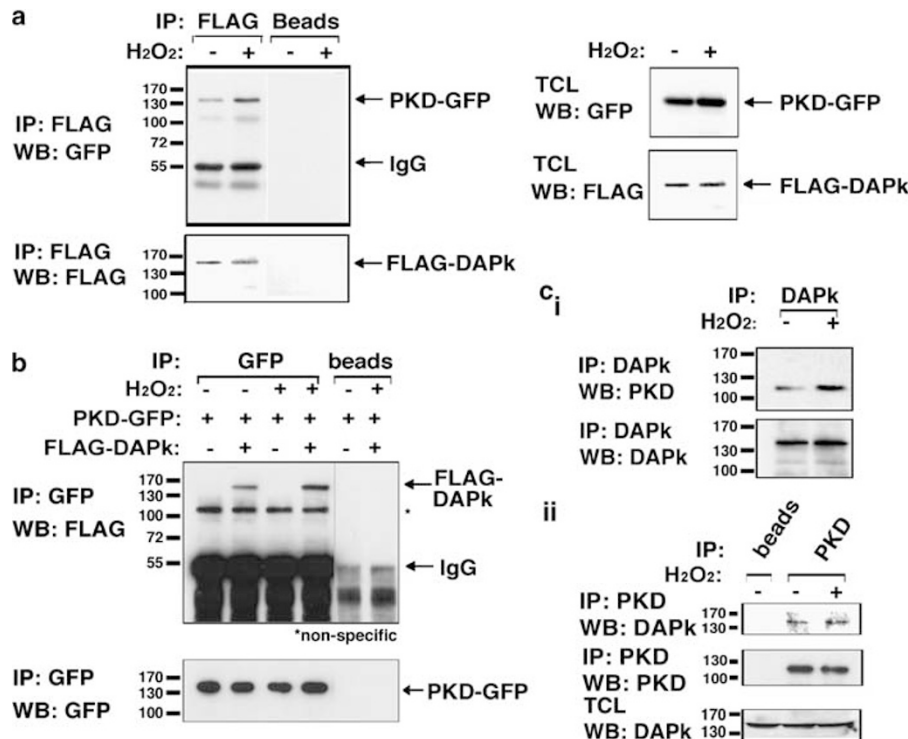 a
IP: FLAG Beads
H2O2: - + - +
IP: FLAG
WB: GFP
170
130
100
72
55
PKD-GFP
IgG
IP: FLAG
WB: FLAG
170
130
100
FLAG-DAPk
H2O2: - +
TCL
WB: GFP
PKD-GFP
TCL
WB: FLAG
FLAG-DAPk
b
IP: GFP beads
H2O2: - - + + - +
PKD-GFP: + + + + + +
FLAG-DAPk: - + - + - +
IP: GFP
WB: FLAG
170
130
100
72
55
FLAG-
DAPk
*
IgG
*non-specific
IP: GFP
WB: GFP
170
130
100
PKD-GFP
c i
IP: DAPk
H2O2: - +
IP: DAPk
WB: PKD
170
130
100
IP: DAPk
WB: DAPk
170
130
100
ii
IP: beads PKD
H2O2: - - +
IP: PKD
WB: DAPk
170
130
IP: PKD
WB: PKD
130
100
TCL
WB: DAPk
170
130